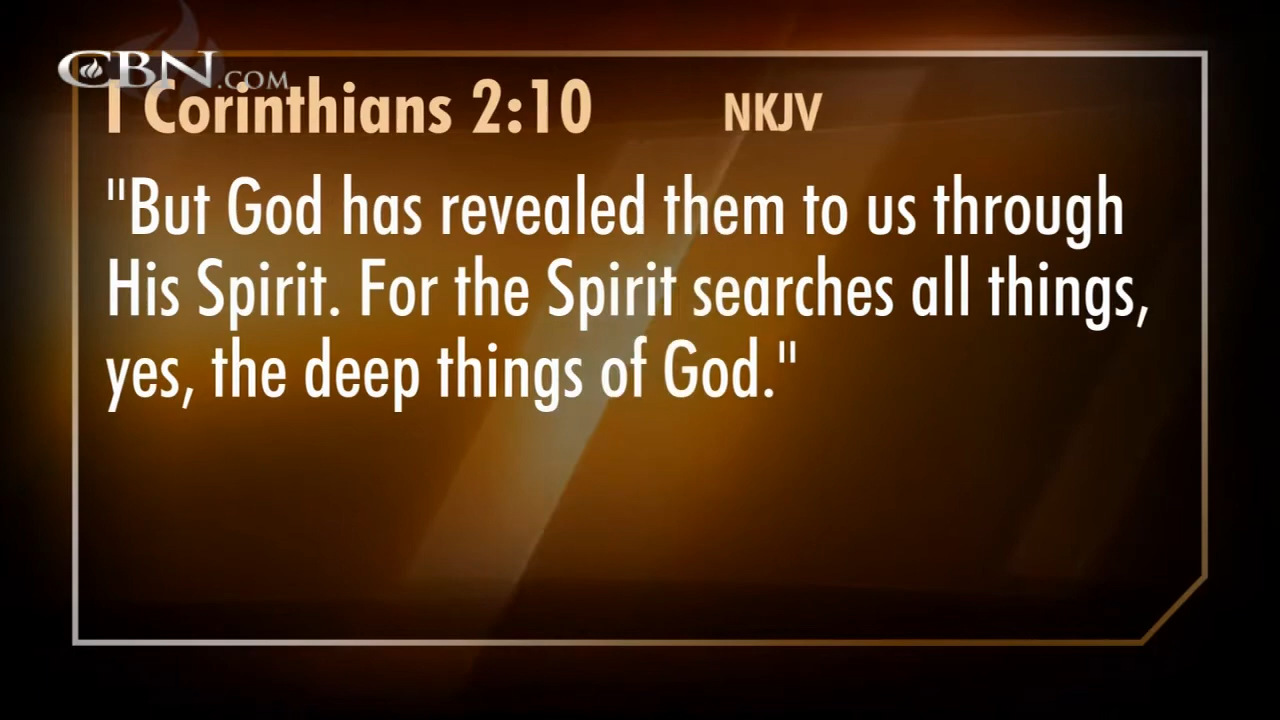 CBN.COM
1 Corinthians 2:10 NKJV
"But God has revealed them to us through
His Spirit. For the Spirit searches all things,
yes, the deep things of God."